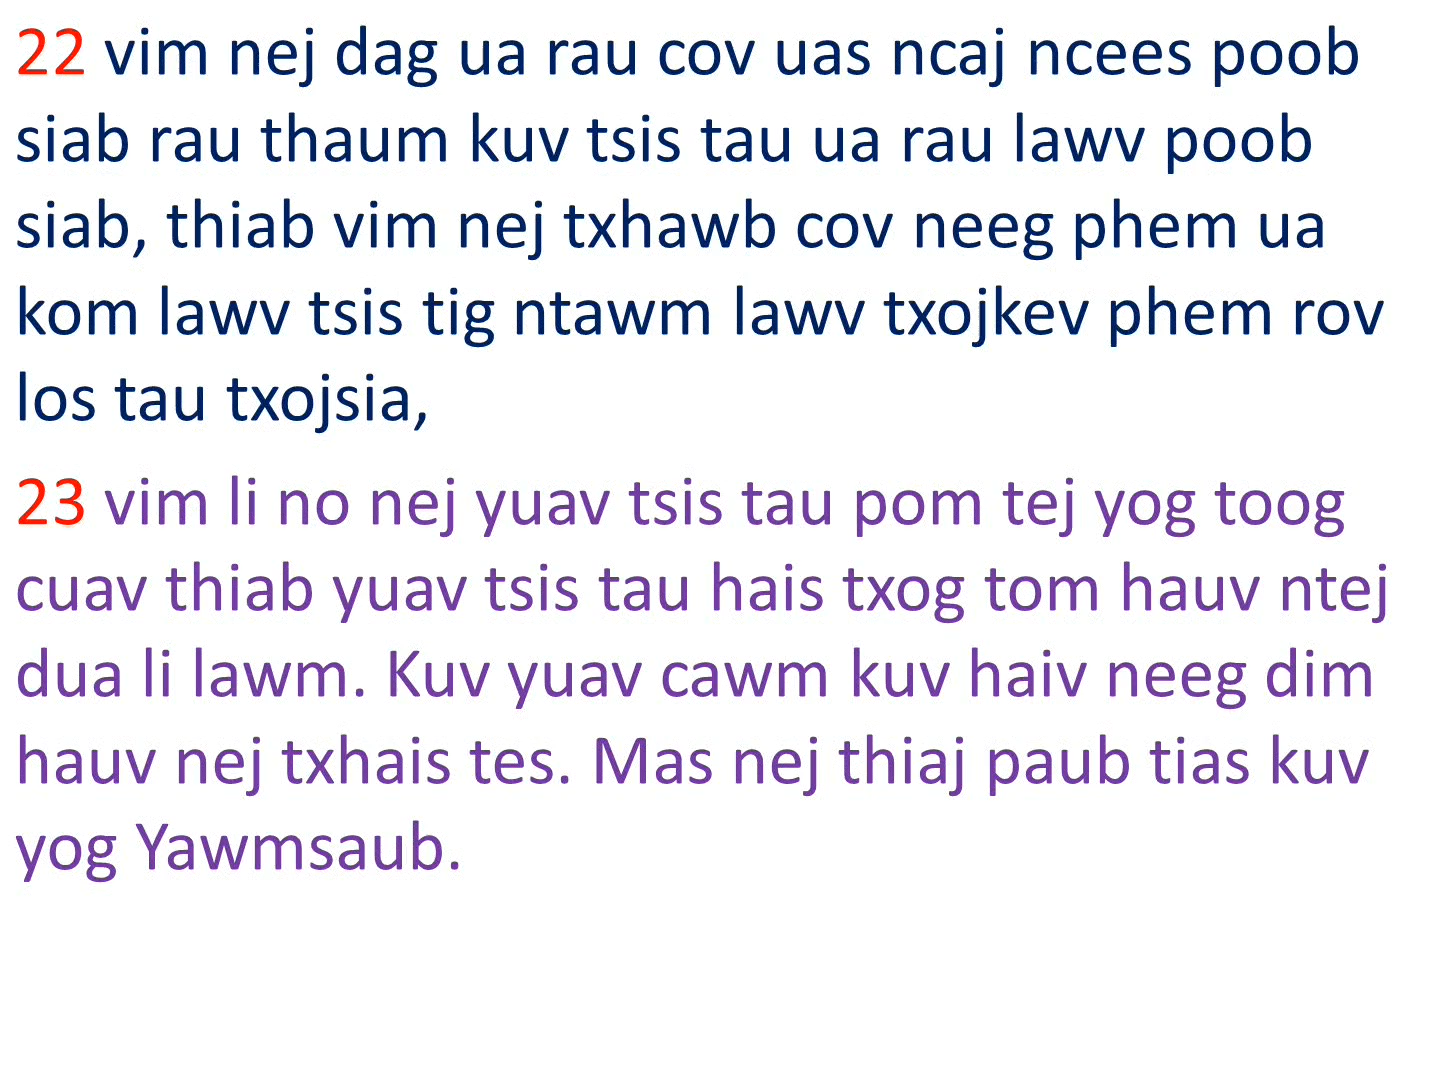 22 vim nej dag ua rau cov uas ncaj ncees poob
siab rau thaum kuv tsis tau ua rau lawv poob
siab, thiab vim nej txhawb cov neeg phem ua
kom lawv tsis tig ntawm lawv txojkev phem rov
los tau txojsia,
23 vim li no nej yuav tsis tau pom tej yog toog
cuav thiab yuav tsis tau hais txog tom hauv ntej
dua li lawm. Kuv yuav cawm kuv haiv neeg dim
hauv nej txhais tes. Mas nej thiaj paub tias kuv
yog Yawmsaub.